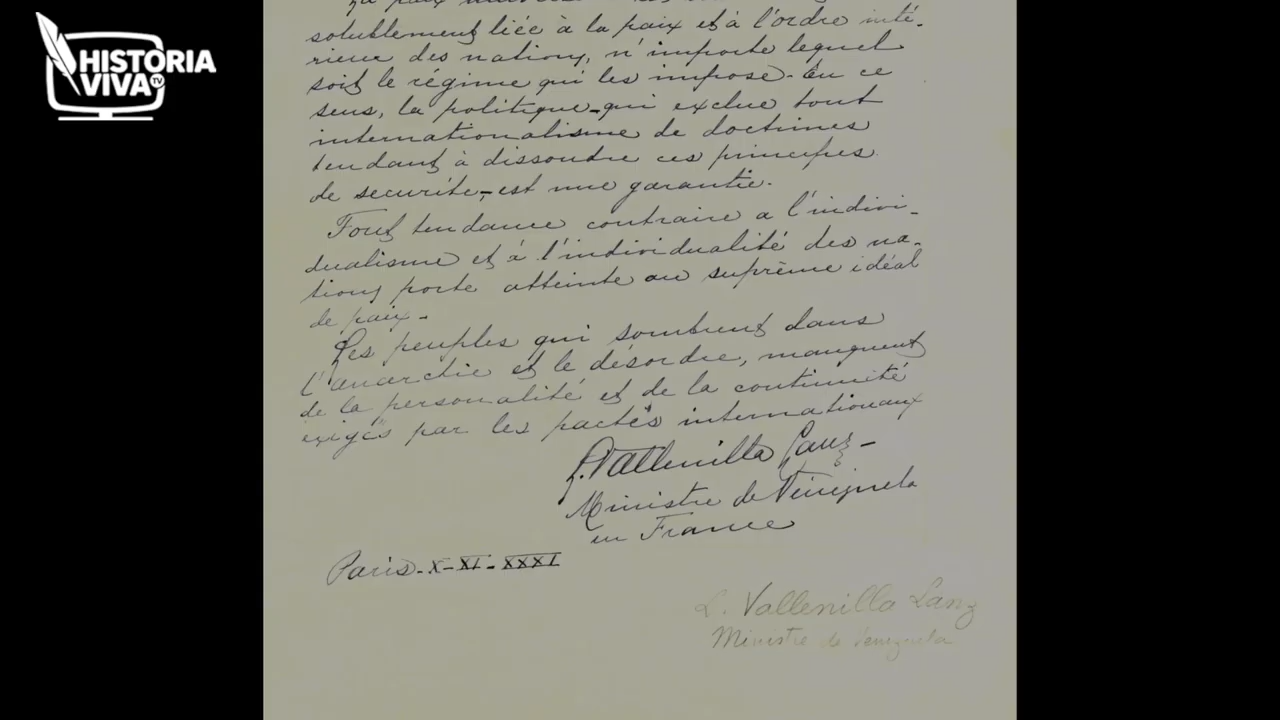 HISTORIA
VIVA TV
La paix
solublement liée à la paix et à l'ordre inté-
rieur des nations, n'importe lequel
soit le régime qui les impose. En ce
sens, la politique-qui exclue tout
internationalisme de doctrines
tendant à dissoudre ces principes
de securité,-est une garantie.
Tout tendance contraire a l'indivi-
dualisme et à l'individualité des na-
tions porte atteinte au suprème idéal
de paix.-
Les peuples qui sombrent dans
l'anarchie et le désordre, manquent
de la personalité et de la continuité
exigés par les pactes internationaux
L. Vallenilla Lanz-
Ministre de Venezuela
en France
Paris-X-XI-XXXI
L. Vallenilla Lanz
Ministre de Venezuela